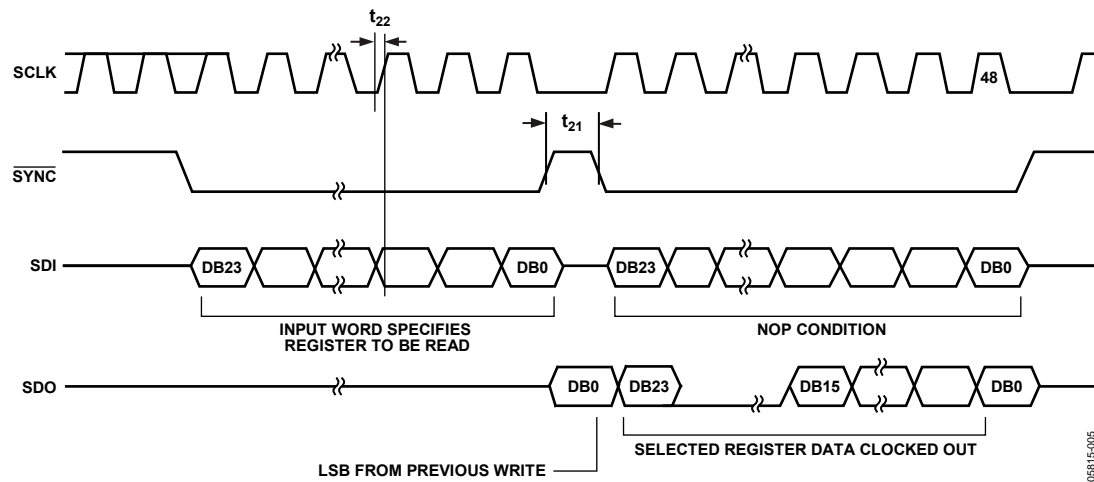 t22
SCLK
48
t21
SYNC
SDI
DB23
DB0
DB23
DB0
INPUT WORD SPECIFIES
REGISTER TO BE READ
NOP CONDITION
SDO
DB0
DB23
DB15
DB0
SELECTED REGISTER DATA CLOCKED OUT
LSB FROM PREVIOUS WRITE
05815-005